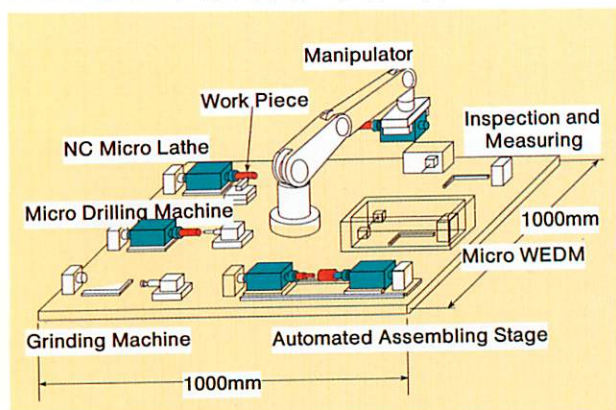 Manipulator
Work Piece
Inspection and
Measuring
NC Micro Lathe
Micro Drilling Machine
1000mm
Micro WEDM
Grinding Machine
Automated Assembling Stage
1000mm